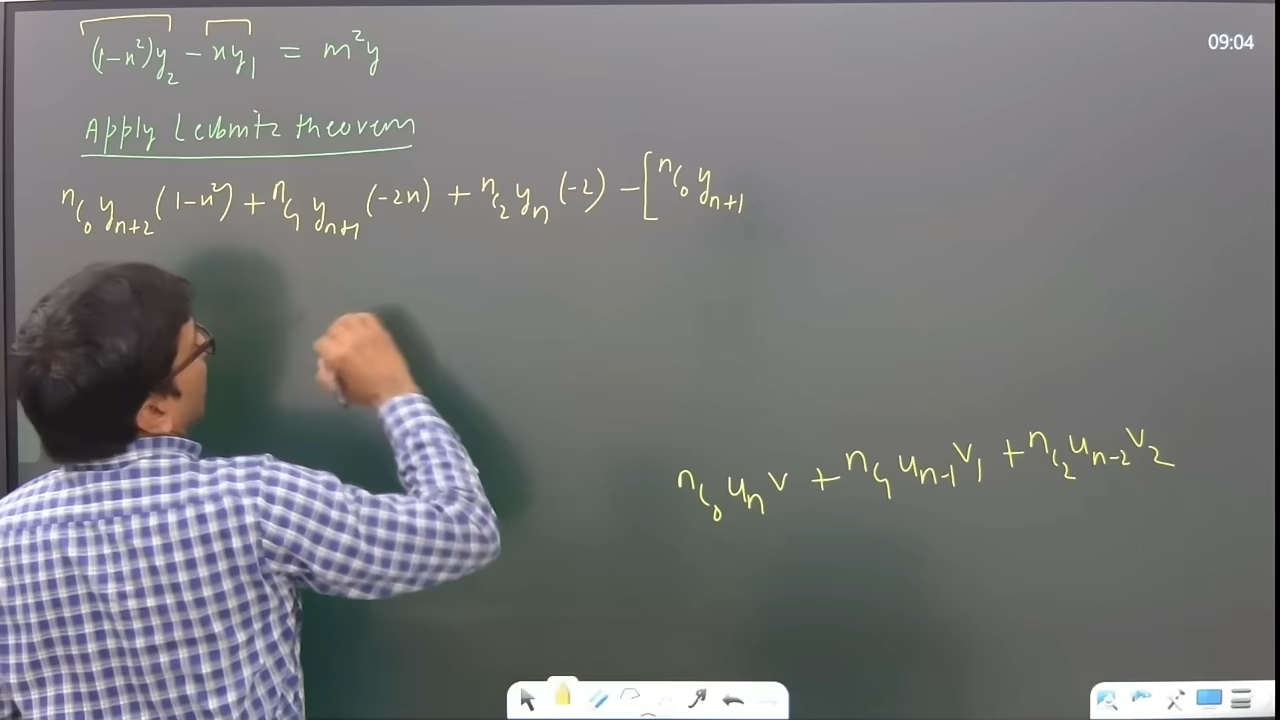 09:04
(1-x²)y₂ - xy₁ = m²y
Apply Leibnitz theorem
ⁿC₀ yₙ₊₂ (1-x²) + ⁿC₁ yₙ₊₁ (-2x) + ⁿC₂ yₙ (-2) - [ⁿC₀ yₙ₊₁
ⁿC₀ uₙ v + ⁿC₁ uₙ₋₁ v₁ + ⁿC₂ uₙ₋₂ v₂